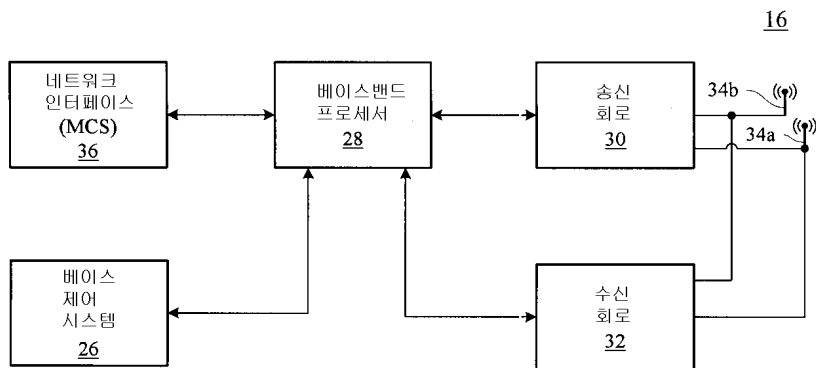 16
네트워크
인터페이스
(MCS)
36
베이스밴드
프로세서
28
송신
회로
30
34b
34a
베이스
제어
시스템
26
수신
회로
32